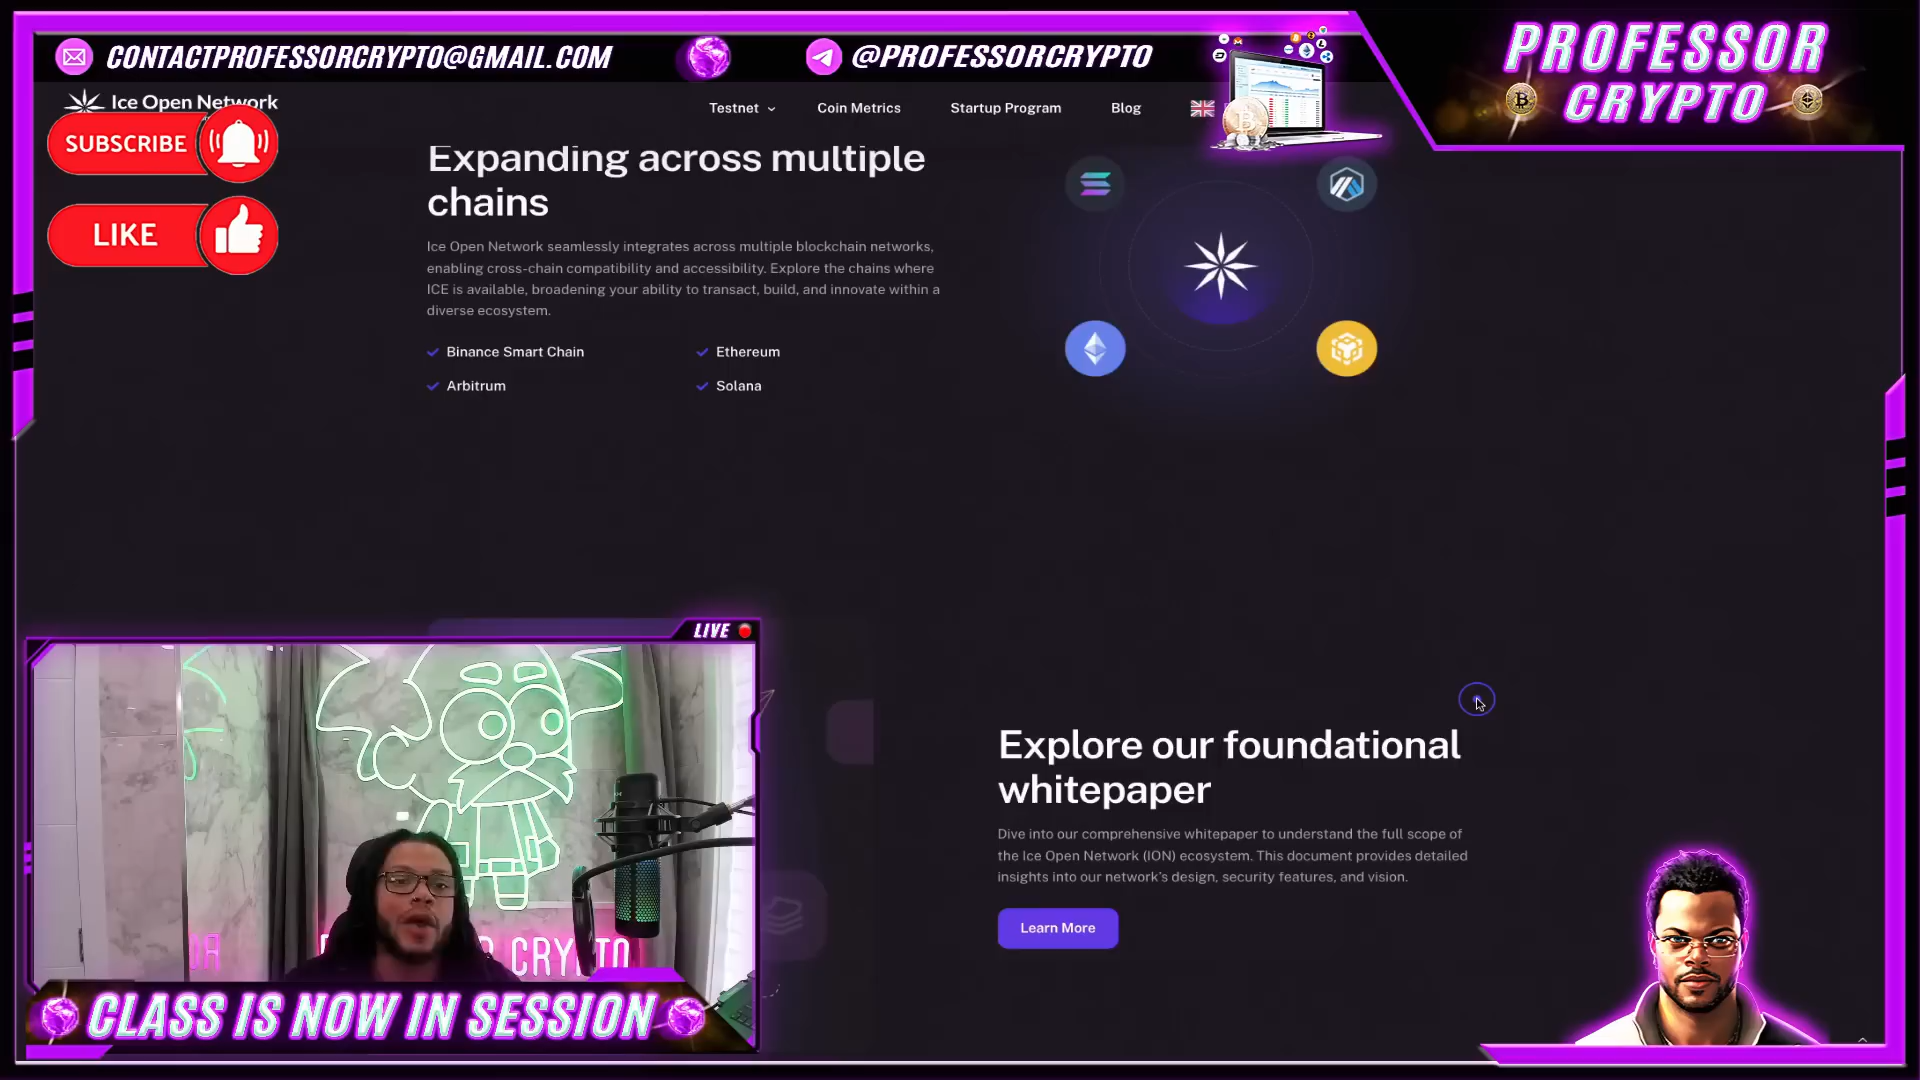 CONTACTPROFESSORCRYPTO@GMAIL.COM
@PROFESSORCRYPTO
PROFESSOR
CRYPTO
Ice Open Network
Testnet
Coin Metrics
Startup Program
Blog
SUBSCRIBE
LIKE
Expanding across multiple
chains
Ice Open Network seamlessly integrates across multiple blockchain networks,
enabling cross-chain compatibility and accessibility. Explore the chains where
ICE is available, broadening your ability to transact, build, and innovate within a
diverse ecosystem.
Binance Smart Chain
Ethereum
Arbitrum
Solana
LIVE
Explore our foundational
whitepaper
Dive into our comprehensive whitepaper to understand the full scope of
the Ice Open Network (ION) ecosystem. This document provides detailed
insights into our network's design, security features, and vision.
Learn More
CLASS IS NOW IN SESSION